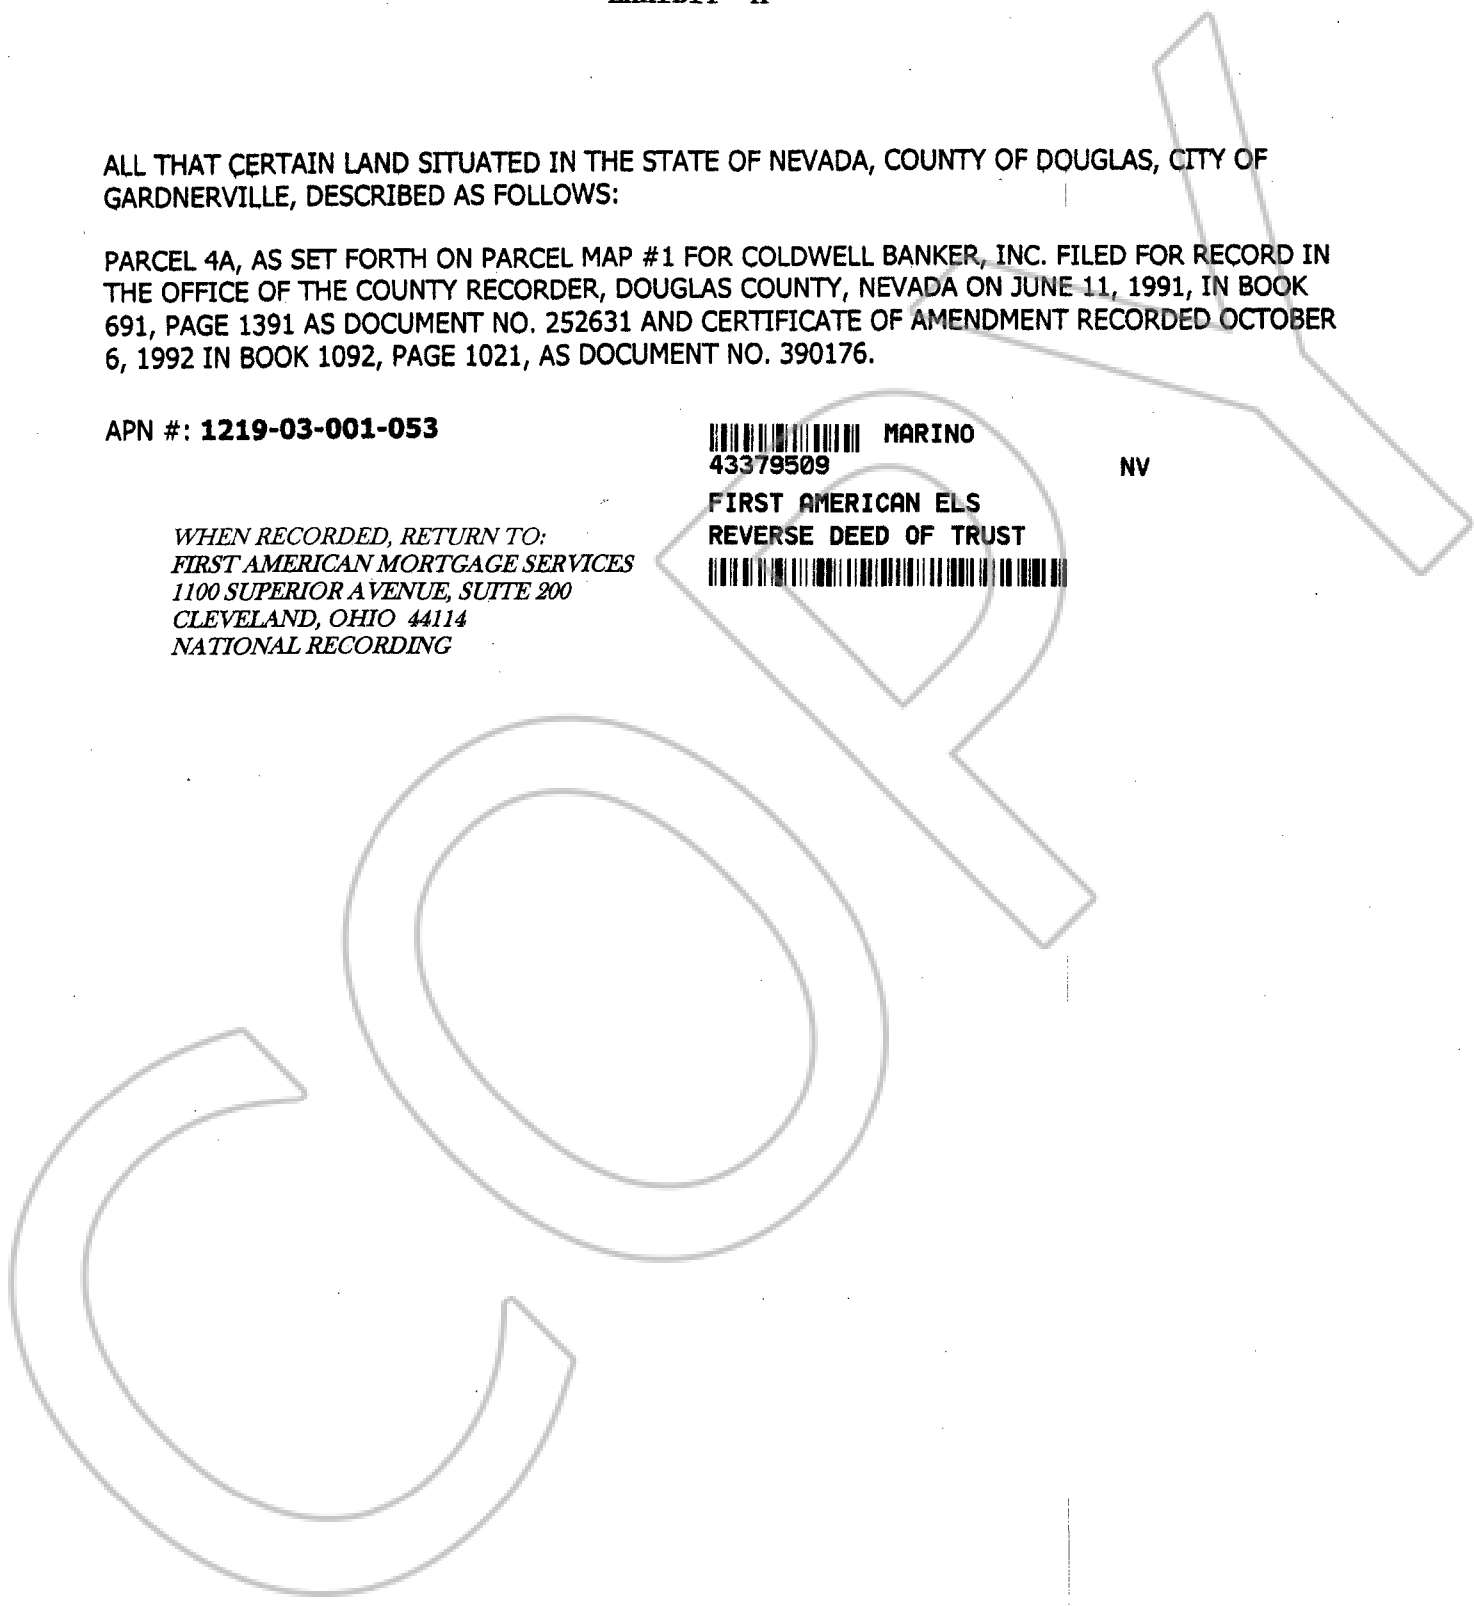 ALL THAT CERTAIN LAND SITUATED IN THE STATE OF NEVADA, COUNTY OF DOUGLAS, CITY OF
GARDNERVILLE, DESCRIBED AS FOLLOWS:
PARCEL 4A, AS SET FORTH ON PARCEL MAP #1 FOR COLDWELL BANKER, INC. FILED FOR RECORD IN
THE OFFICE OF THE COUNTY RECORDER, DOUGLAS COUNTY, NEVADA ON JUNE 11, 1991, IN BOOK
691, PAGE 1391 AS DOCUMENT NO. 252631 AND CERTIFICATE OF AMENDMENT RECORDED OCTOBER
6, 1992 IN BOOK 1092, PAGE 1021, AS DOCUMENT NO. 390176.
APN #: 1219-03-001-053
MARINO
43379509 NV
FIRST AMERICAN ELS
REVERSE DEED OF TRUST
WHEN RECORDED, RETURN TO:
FIRST AMERICAN MORTGAGE SERVICES
1100 SUPERIOR AVENUE, SUITE 200
CLEVELAND, OHIO 44114
NATIONAL RECORDING
COPY